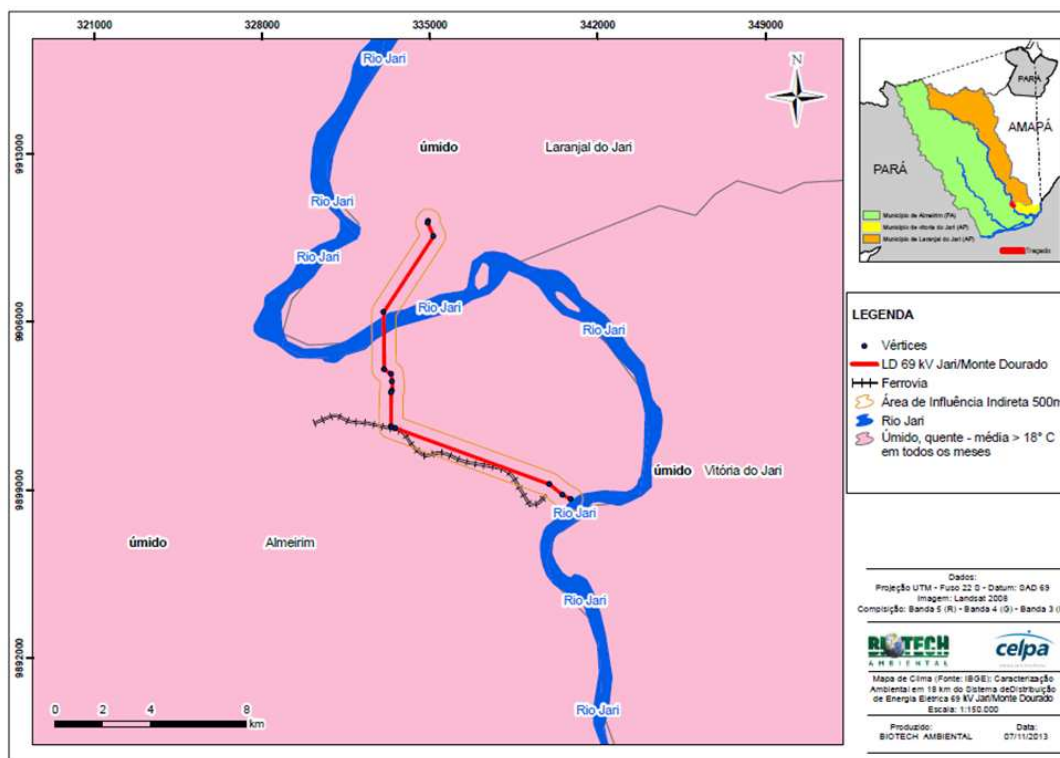 321000 328000 335000 342000 349000
9913000
9906000
9899000
9892000
Rio Jari
úmido Laranjal do Jari
Rio Jari
Rio Jari
Rio Jari
Rio Jari
úmido Vitória do Jari
Rio Jari
úmido Almeirim
Rio Jari
Rio Jari
0 2 4 8
km
N
PARÁ
AMAPÁ
PARÁ
Município de Almeirim (PA)
Município de vitoria do Jari (AP)
Município de Laranjal do Jari (AP)
Traçado
LEGENDA
Vértices
LD 69 kV Jari/Monte Dourado
Ferrovia
Área de Influência Indireta 500m
Rio Jari
Úmido, quente - média > 18° C
em todos os meses
Dados:
Projeção UTM - Fuso 22 S - Datum: SAD 69
Imagem: Landsat 2008
Composição: Banda 5 (R) - Banda 4 (G) - Banda 3 (
BIOTECH
AMBIENTAL
celpa
Mapa de Clima (Fonte: IBGE): Caracterização
Ambiental em 18 km do Sistema deDistribuição
de Energia Elétrica 69 kV Jari/Monte Dourado
Escala: 1:150.000
Produzido:
BIOTECH AMBIENTAL
Data:
07/11/2013